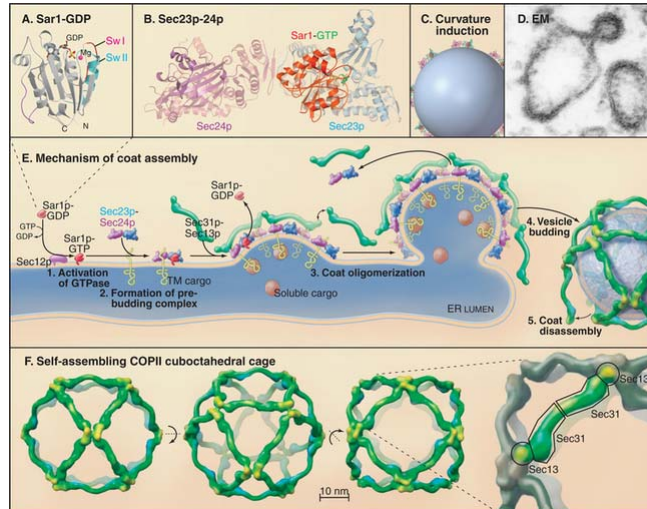 A. Sar1-GDP
GDP
Mg
Sw I
Sw II
C
N
B. Sec23p-24p
Sar1-GTP
Sec24p
Sec23p
C. Curvature
induction
D. EM
E. Mechanism of coat assembly
Sar1p-
GDP
GTP
GDP
Sec12p
Sar1p-
GTP
1. Activation
of GTPase
Sec23p-
Sec24p
2. Formation of pre-
budding complex
TM cargo
Sec31p-
Sec13p
Sar1p-
GDP
Soluble cargo
3. Coat oligomerization
ER LUMEN
4. Vesicle
budding
5. Coat
disassembly
F. Self-assembling COPII cuboctahedral cage
10 nm
Sec13
Sec31
Sec31
Sec13